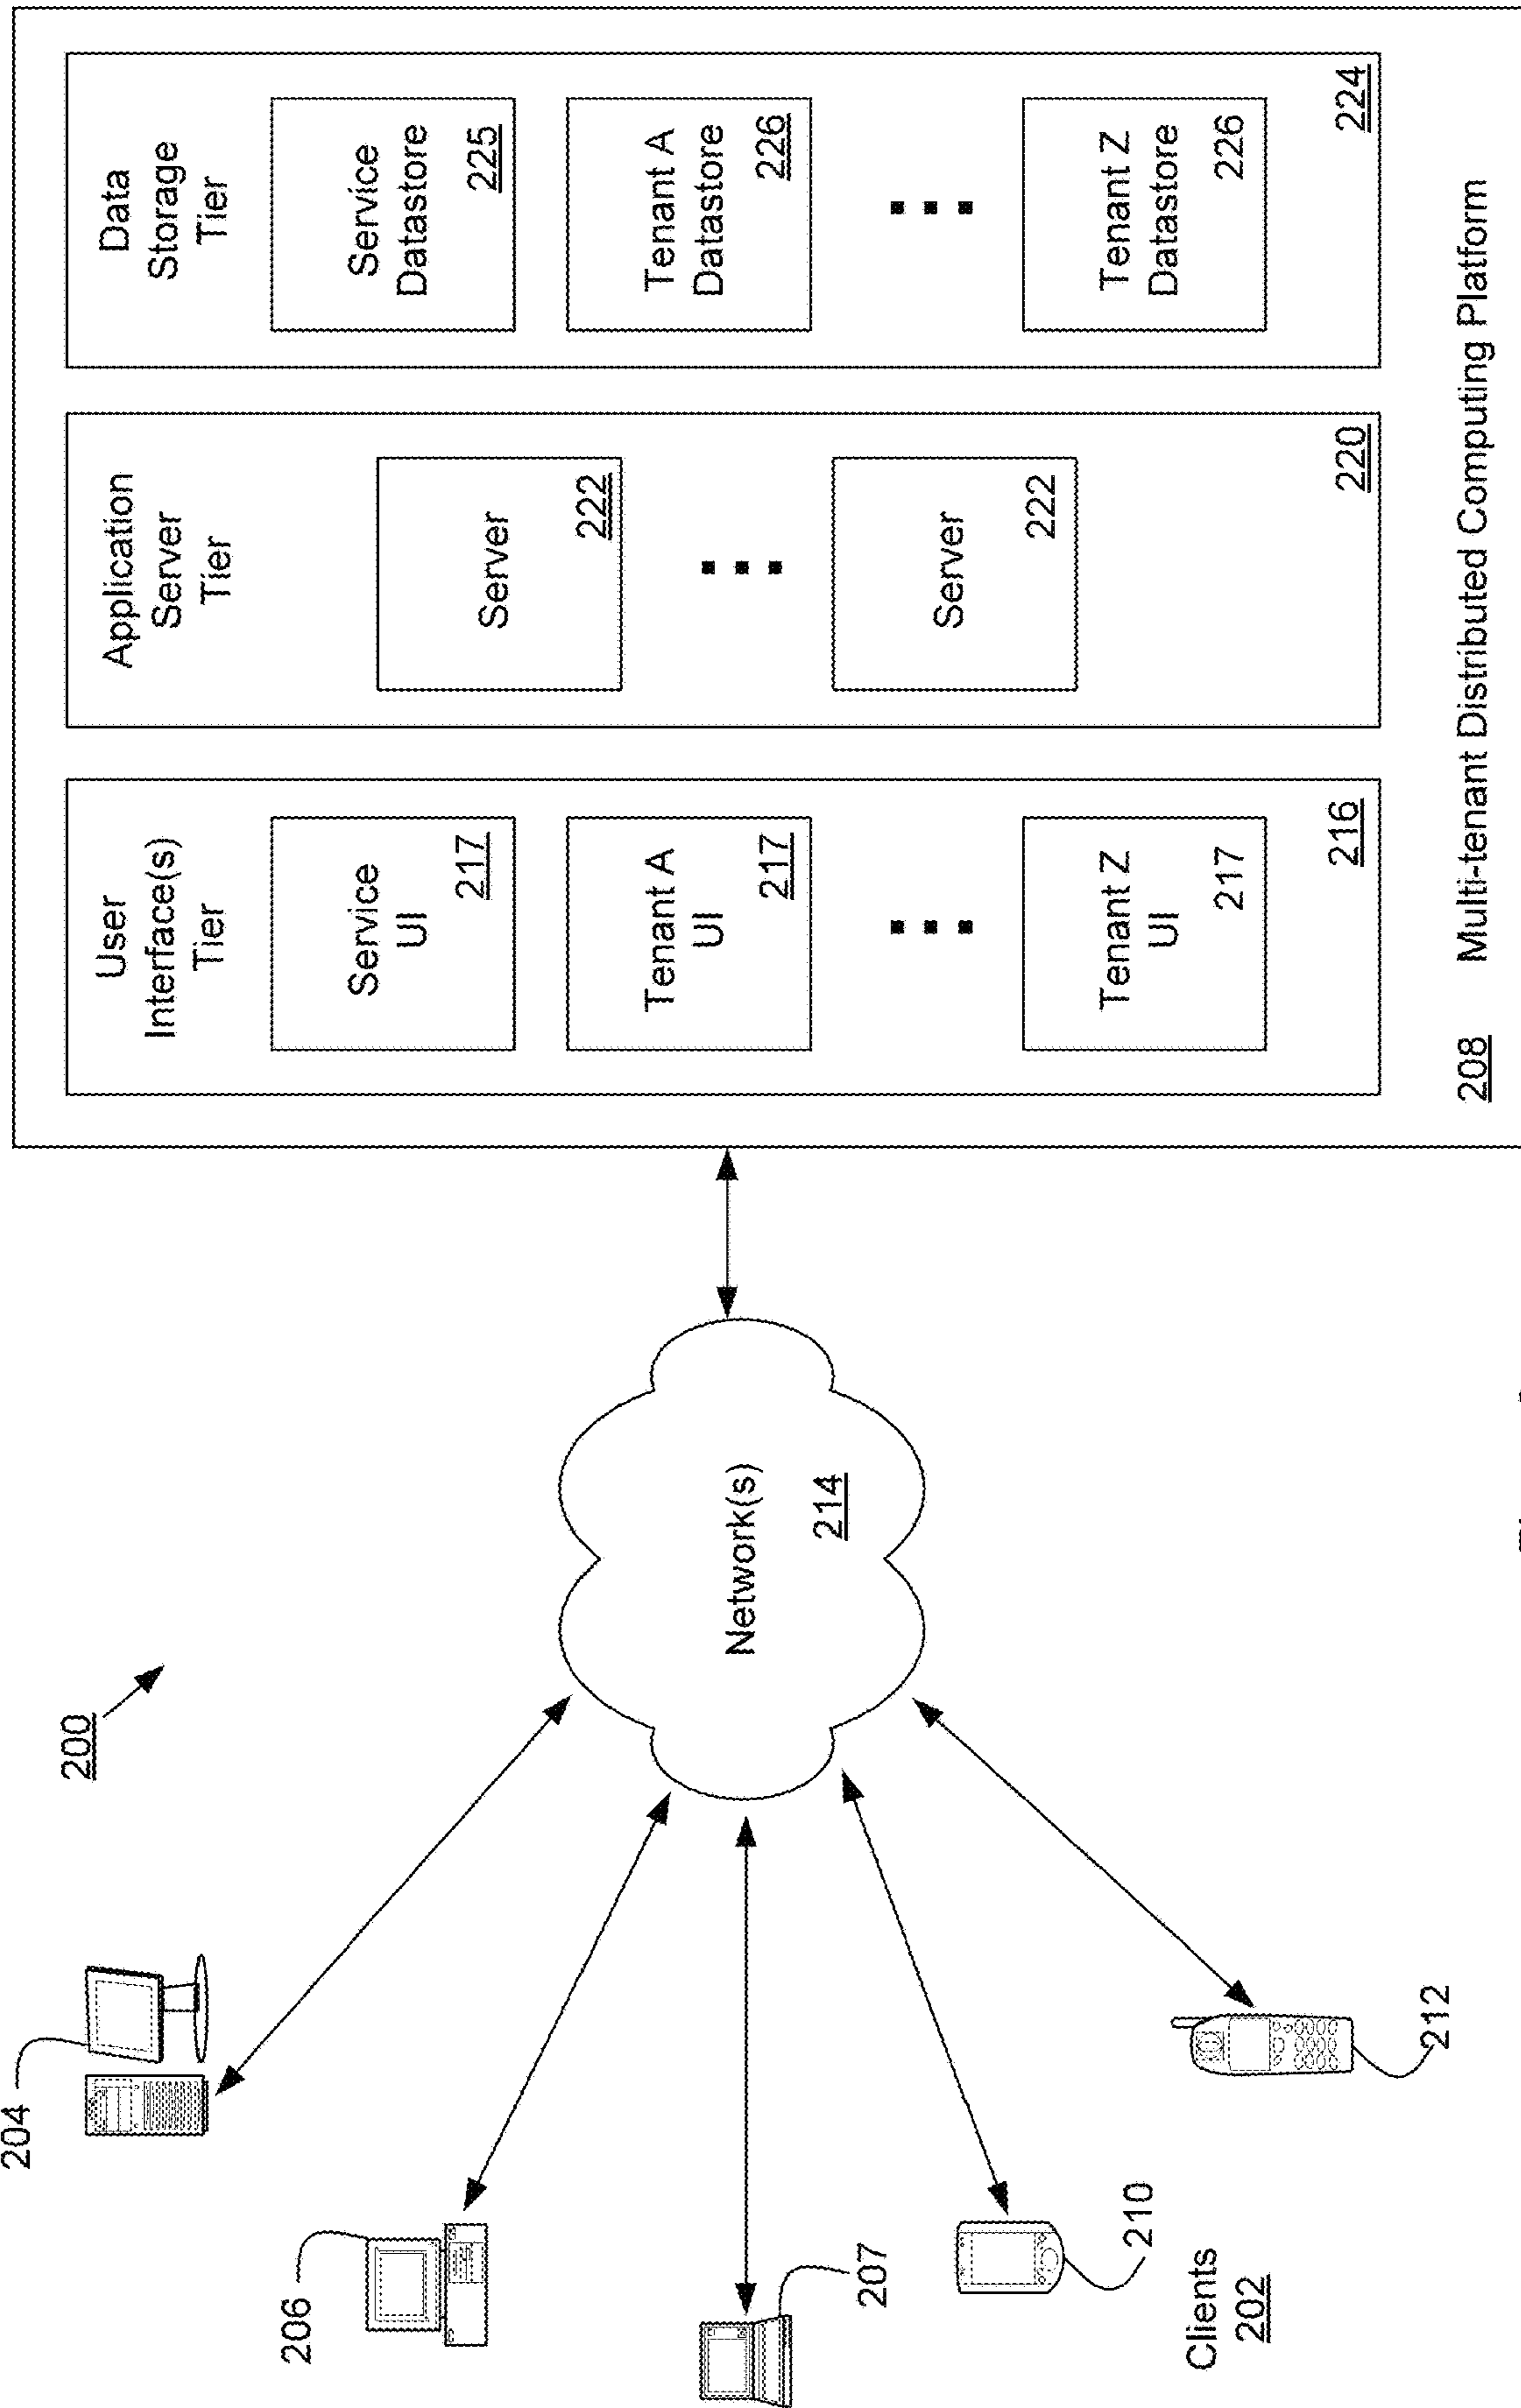 200
204
206
207
210
212
Clients
202
Network(s)
214
User
Interface(s)
Tier
Service
UI
217
Tenant A
UI
217
Tenant Z
UI
217
216
Application
Server
Tier
Server
222
Server
222
220
Data
Storage
Tier
Service
Datastore
225
Tenant A
Datastore
226
Tenant Z
Datastore
226
224
208 Multi-tenant Distributed Computing Platform